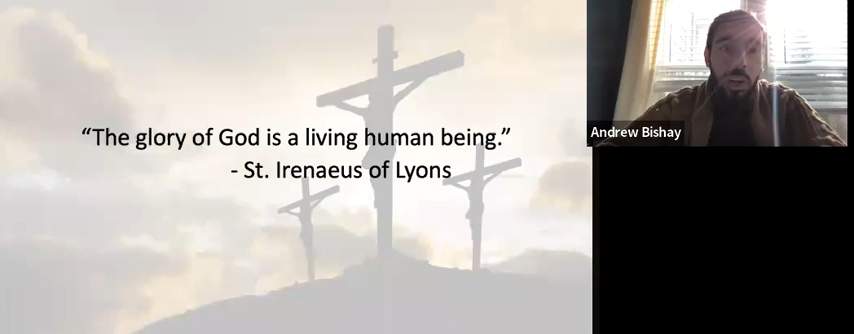 “The glory of God is a living human being.”
- St. Irenaeus of Lyons
Andrew Bishay